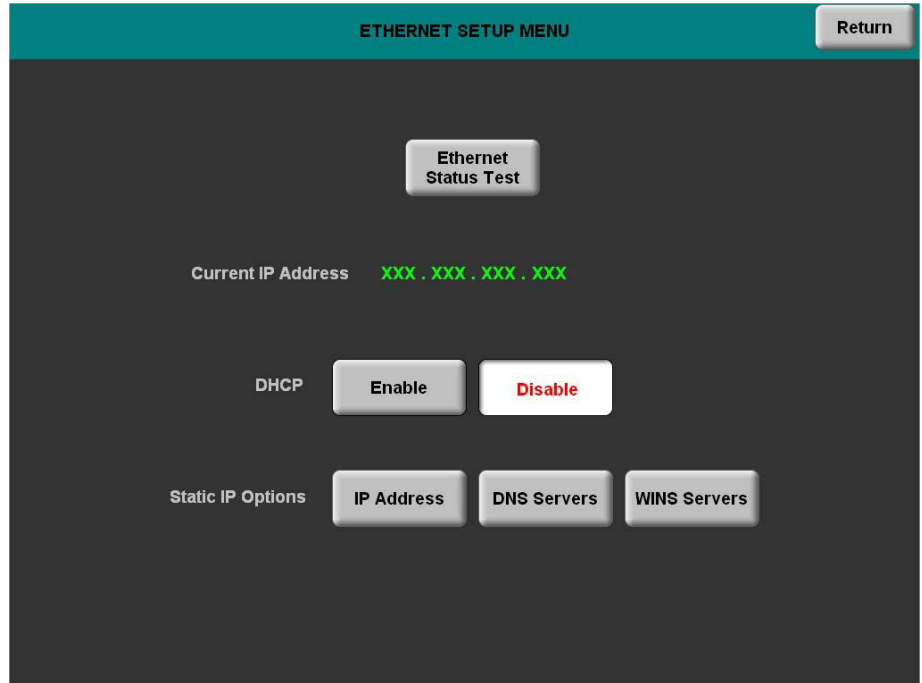 ETHERNET SETUP MENU
Return
Ethernet
Status Test
Current IP Address XXX . XXX . XXX . XXX
DHCP Enable Disable
Static IP Options IP Address DNS Servers WINS Servers